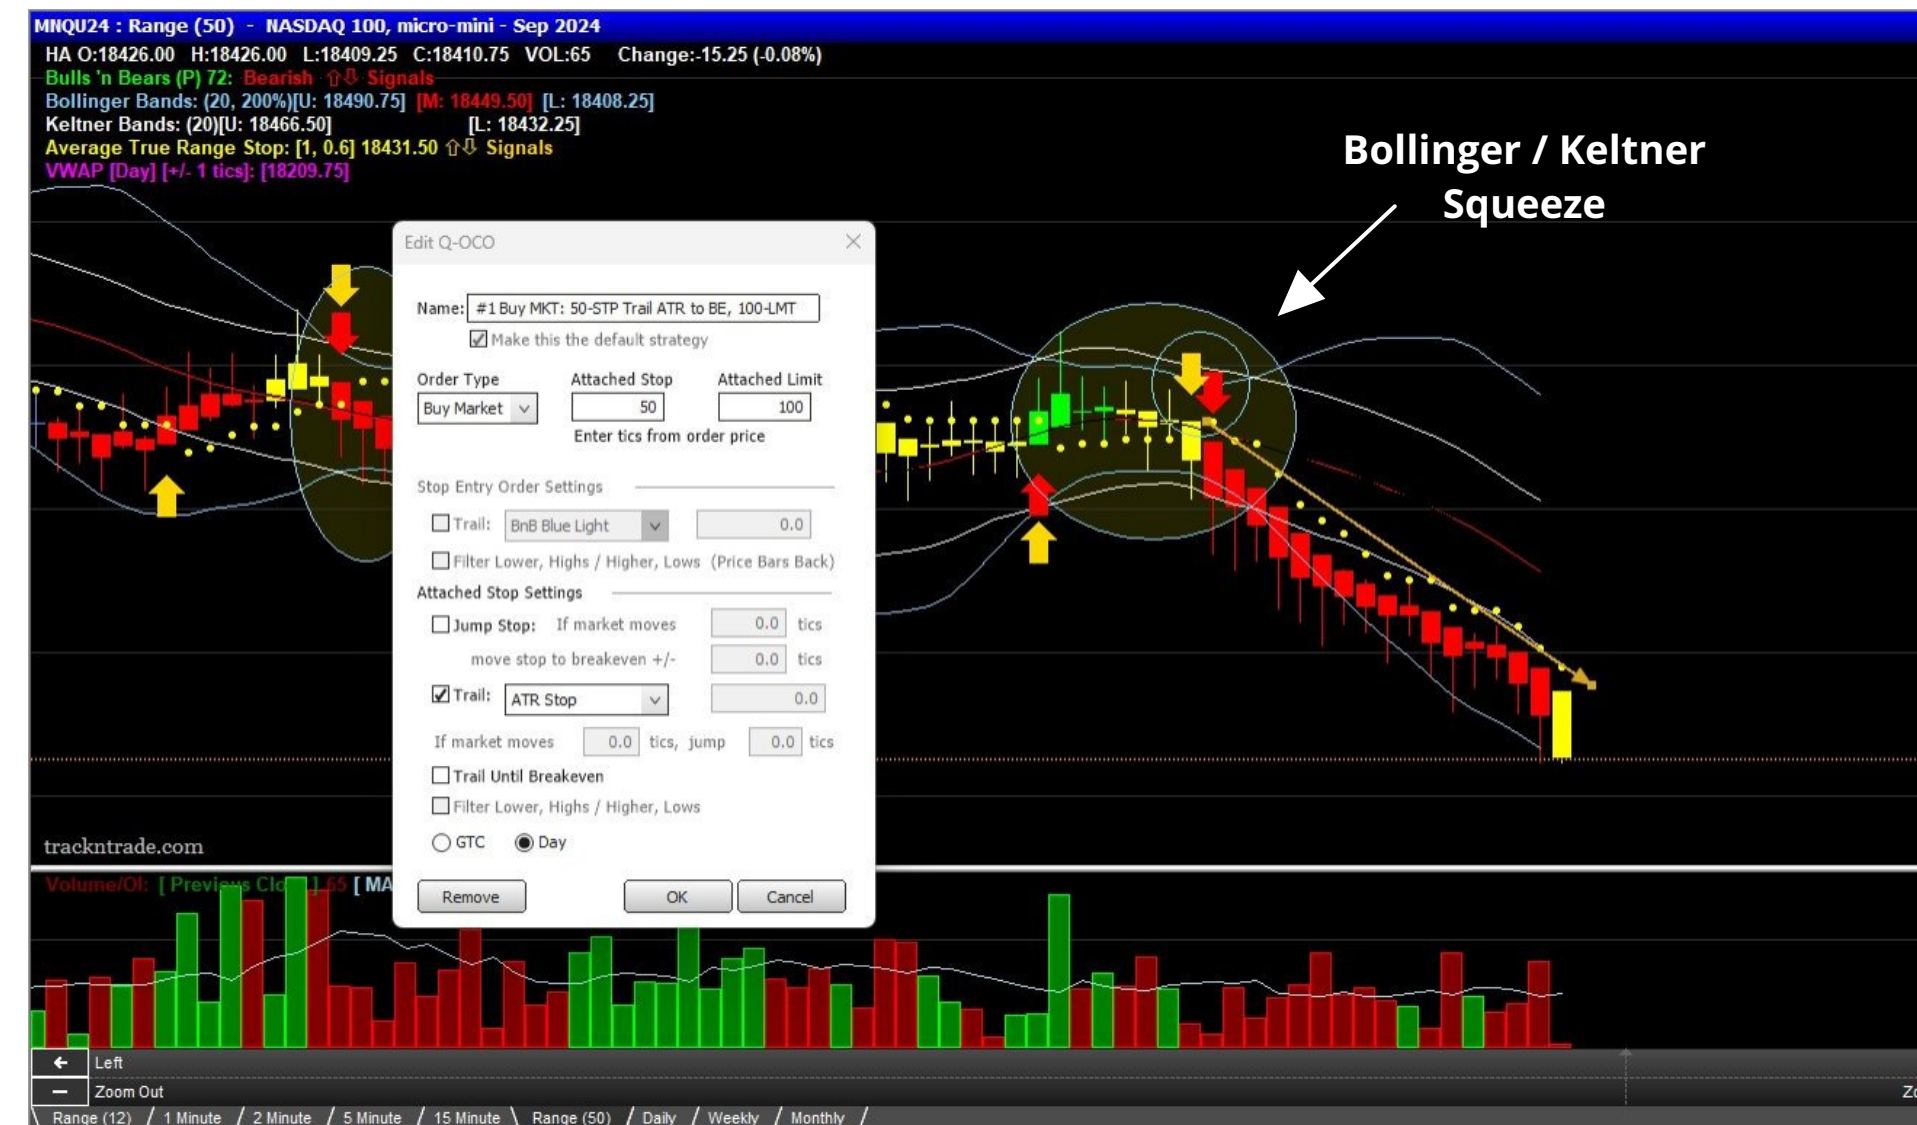 MNQU24 : Range (50) - NASDAQ 100, micro-mini - Sep 2024
HA O:18426.00 H:18426.00 L:18409.25 C:18410.75 VOL:65 Change:-15.25 (-0.08%)
Bulls 'n Bears (P) 72: Bearish ⇧⇩ Signals
Bollinger Bands: (20, 200%)[U: 18490.75] [M: 18449.50] [L: 18408.25]
Keltner Bands: (20)[U: 18466.50] [L: 18432.25]
Average True Range Stop: [1, 0.6] 18431.50 ⇧⇩ Signals
VWAP [Day] [+/- 1 tics]: [18209.75]
Bollinger / Keltner
Squeeze
Edit Q-OCO
Name: #1 Buy MKT: 50-STP Trail ATR to BE, 100-LMT
Make this the default strategy
Order Type Attached Stop Attached Limit
Buy Market 50 100
Enter tics from order price
Stop Entry Order Settings
Trail: BnB Blue Light 0.0
Filter Lower, Highs / Higher, Lows (Price Bars Back)
Attached Stop Settings
Jump Stop: If market moves 0.0 tics
move stop to breakeven +/- 0.0 tics
Trail: ATR Stop 0.0
If market moves 0.0 tics, jump 0.0 tics
Trail Until Breakeven
Filter Lower, Highs / Higher, Lows
GTC Day
Remove OK Cancel
trackntrade.com
Volume/OI: [ Previous Clo ] 65 [ MA
Left
Zoom Out
Range (12) / 1 Minute / 2 Minute / 5 Minute / 15 Minute \ Range (50) / Daily / Weekly / Monthly /